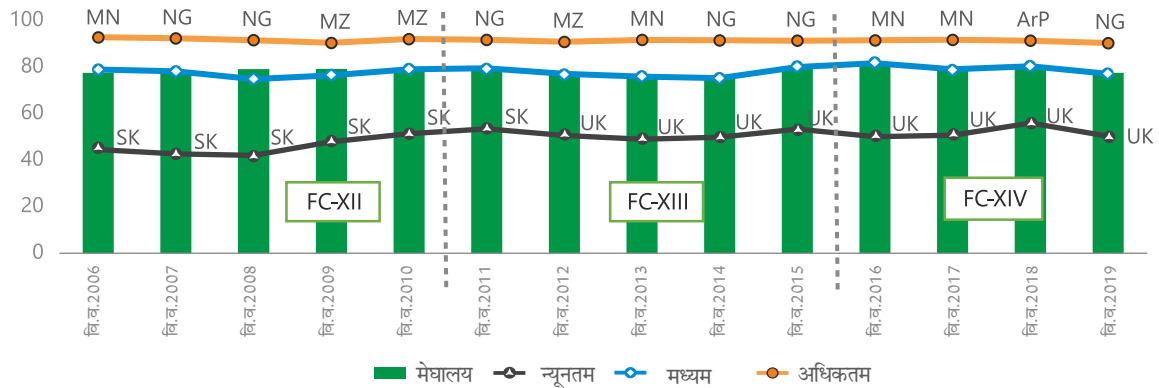 100
80
60
40
20
0
MN NG NG MZ MZ NG MZ MN NG NG MN MN ArP NG
SK SK SK SK SK SK UK UK UK UK UK UK UK UK
FC-XII FC-XIII FC-XIV
वि.व.2006 वि.व.2007 वि.व.2008 वि.व.2009 वि.व.2010 वि.व.2011 वि.व.2012 वि.व.2013 वि.व.2014 वि.व.2015 वि.व.2016 वि.व.2017 वि.व.2018 वि.व.2019
मेघालय न्यूनतम मध्यम अधिकतम